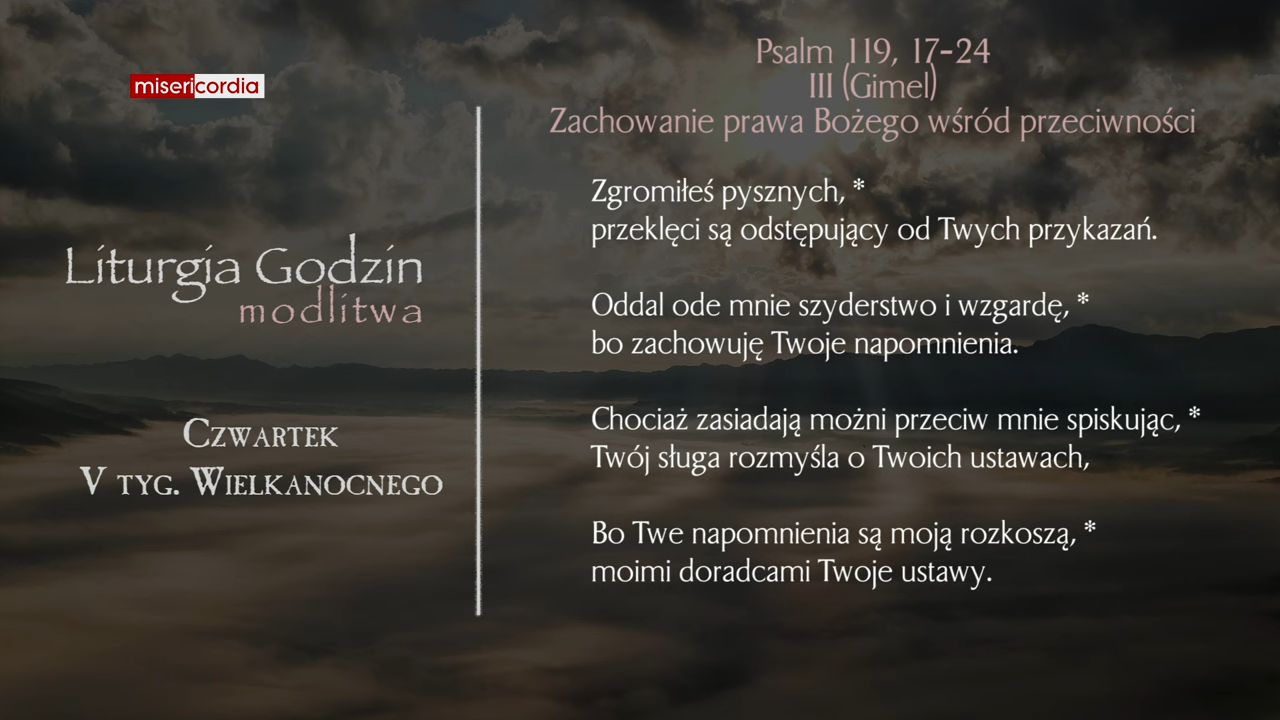 misericordia
Liturgia Godzin
modlitwa
Czwartek
V tyg. Wielkanocnego
Psalm 119, 17-24
III (Gimel)
Zachowanie prawa Bożego wśród przeciwności
Zgromiłeś pysznych, *
przeklęci są odstępujący od Twych przykazań.
Oddal ode mnie szyderstwo i wzgardę, *
bo zachowuję Twoje napomnienia.
Chociaż zasiadają możni przeciw mnie spiskując, *
Twój sługa rozmyśla o Twoich ustawach,
Bo Twe napomnienia są moją rozkoszą, *
moimi doradcami Twoje ustawy.